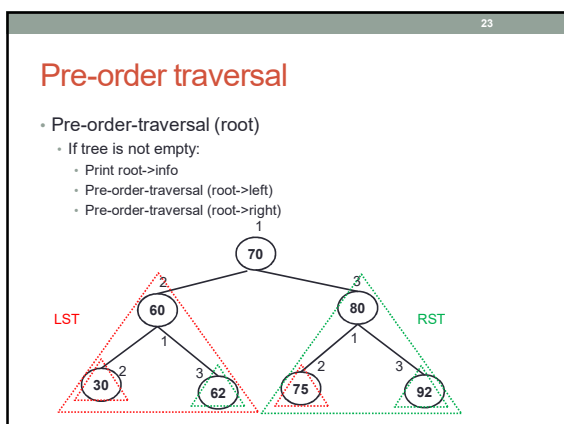 23
Pre-order traversal
• Pre-order-traversal (root)
• If tree is not empty:
• Print root->info
• Pre-order-traversal (root->left)
• Pre-order-traversal (root->right)
1
70
2 3
60 80
LST RST
1 1
2 3 2 3
30 62 75 92